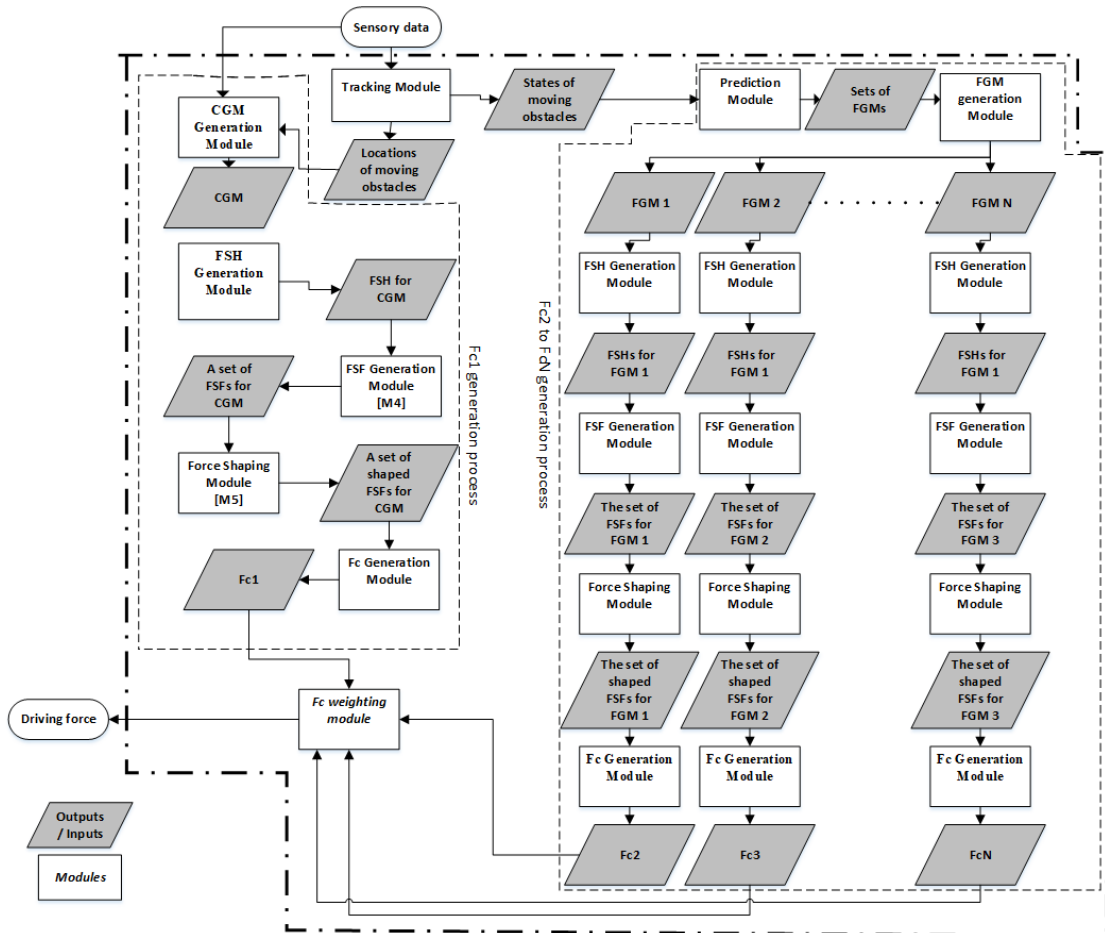 Sensory data
Tracking Module
States of
moving
obstacles
Prediction
Module
Sets of
FGMs
FGM
generation
Module
CGM
Generation
Module
Locations
of moving
obstacles
CGM
FGM 1
FGM 2
FGM N
FSH
Generation
Module
FSH for
CGM
FSH Generation
Module
FSH Generation
Module
FSH Generation
Module
Fc1 generation process
Fc2 to FcN generation process
A set of
FSFs for
CGM
FSF Generation
Module
[M4]
FSHs for
FGM 1
FSHs for
FGM 1
FSHs for
FGM 1
FSF Generation
Module
FSF Generation
Module
FSF Generation
Module
Force Shaping
Module
[M5]
A set of
shaped
FSFs for
CGM
The set of
FSFs for
FGM 1
The set of
FSFs for
FGM 2
The set of
FSFs for
FGM 3
Fc1
Fc Generation
Module
Force Shaping
Module
Force Shaping
Module
Force Shaping
Module
The set of
shaped
FSFs for
FGM 1
The set of
shaped
FSFs for
FGM 2
The set of
shaped
FSFs for
FGM 3
Driving force
Fc weighting
module
Fc Generation
Module
Fc Generation
Module
Fc Generation
Module
Fc2
Fc3
FcN
Outputs
/ Inputs
Modules